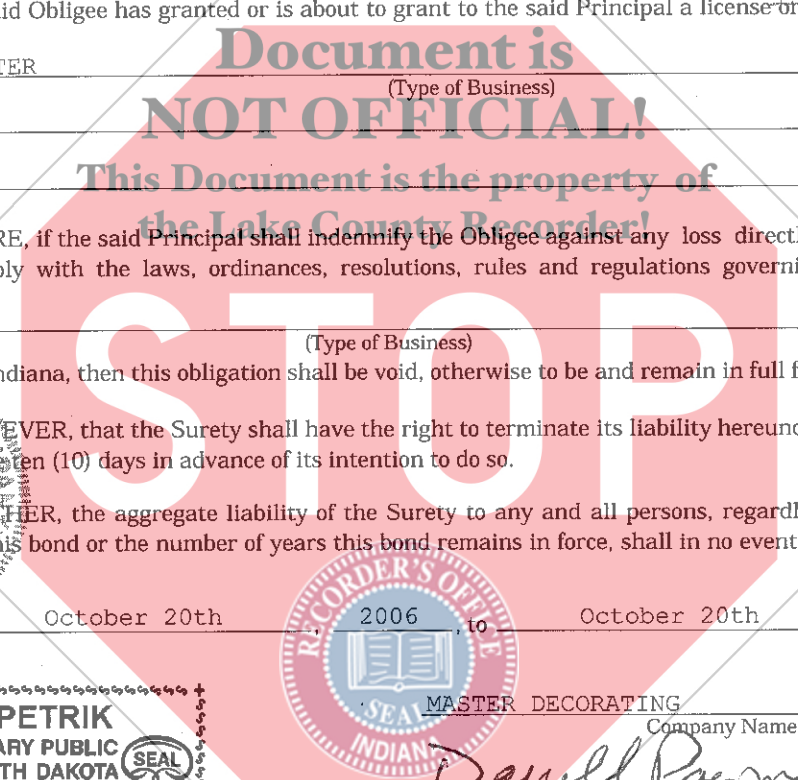 id Obligee has granted or is about to grant to the said Principal a license or
TER
(Type of Business)
Document is
NOT OFFICIAL!
This Document is the property of
the Lake County Recorder!
RE, if the said Principal shall indemnify the Obligee against any loss directl
ply with the laws, ordinances, resolutions, rules and regulations governi
STOP
(Type of Business)
ndiana, then this obligation shall be void, otherwise to be and remain in full f
EVER, that the Surety shall have the right to terminate its liability hereund
ten (10) days in advance of its intention to do so.
HER, the aggregate liability of the Surety to any and all persons, regardl
his bond or the number of years this bond remains in force, shall in no event
October 20th, 2006, to October 20th
RECORDER'S OFFICE
SEAL
INDIANA
MASTER DECORATING
Company Name
PETRIK
ARY PUBLIC
TH DAKOTA
SEAL